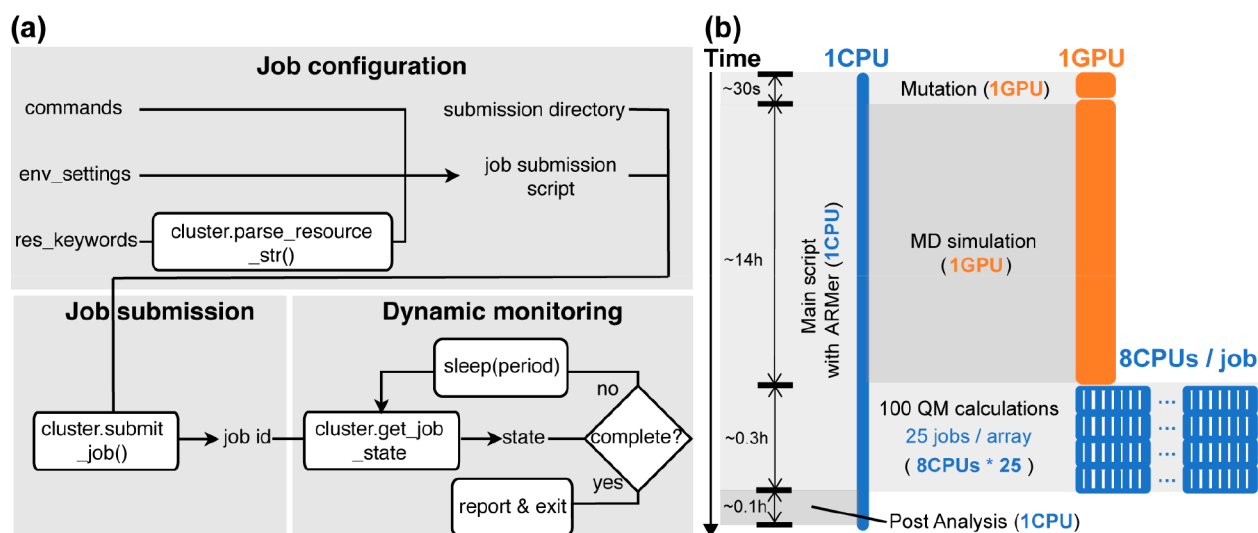 (a)
Job configuration
commands
submission directory
env_settings
job submission
script
res_keywords
cluster.parse_resource
_str()
Job submission
Dynamic monitoring
sleep(period)
no
cluster.submit
_job()
job id
cluster.get_job
_state
state
complete?
yes
report & exit
(b)
Time
1CPU
1GPU
~30s
Mutation (1GPU)
~14h
Main script
with ARMer (1CPU)
MD simulation
(1GPU)
8CPUs / job
~0.3h
100 QM calculations
25 jobs / array
( 8CPUs * 25 )
...
...
...
...
...
~0.1h
Post Analysis (1CPU)